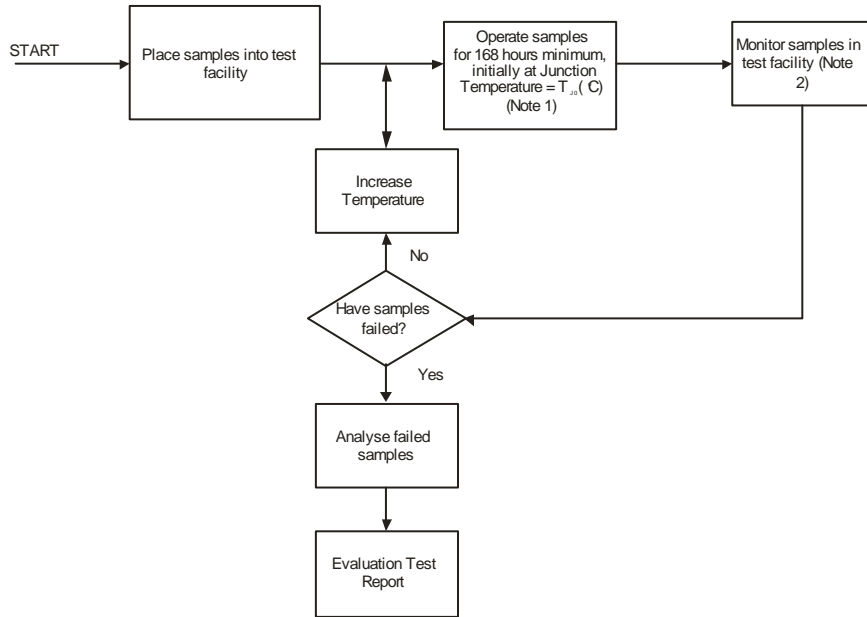 START
Place samples into test
facility
Operate samples
for 168 hours minimum,
initially at Junction
Temperature = TJ0( °C)
(Note 1)
Monitor samples in
test facility (Note
2)
Increase
Temperature
No
Have samples
failed?
Yes
Analyse failed
samples
Evaluation Test
Report